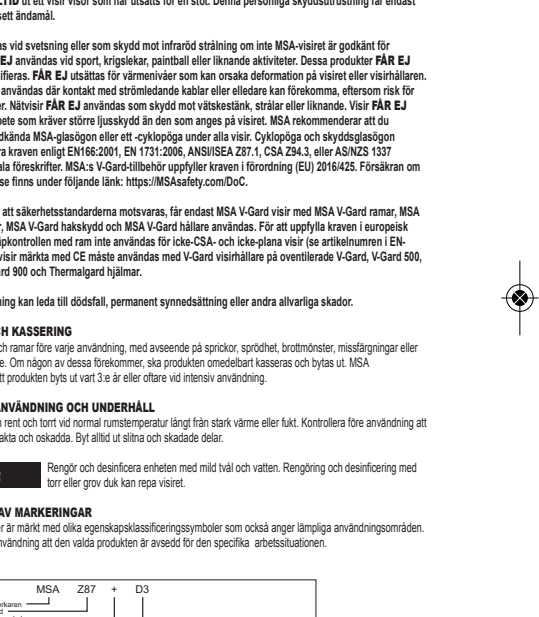 ut ett visir visor som har utsatts för en stöt. Denna personliga skyddsutrustning får endast
sett ändamål.
as vid svetsning eller som skydd mot infraröd strålning om inte MSA-visiret är godkänt för
EJ användas vid sport, krigslekar, paintball eller liknande aktiviteter. Dessa produkter FÅR EJ
ifieras. FÅR EJ utsättas för värmenivåer som kan orsaka deformation på visiret eller visirhållaren.
användas där kontakt med strömledande kablar eller elledare kan förekomma, eftersom risk för
er. Nätvisir FÅR EJ användas som skydd mot vätskestänk, strålar eller liknande. Visir FÅR EJ
bete som kräver större ljusskydd än den som anges på visiret. MSA rekommenderar att du
dkända MSA-glasögon eller ett -cyklopöga under alla visir. Cyklopöga och skyddsglasögon
ra kraven enligt EN166:2001, EN 1731:2006, ANSI/ISEA Z87.1, CSA Z94.3, eller AS/NZS 1337
ala föreskrifter. MSA:s V-Gard-tillbehör uppfyller kraven i förordning (EU) 2016/425. Försäkran om
se finns under följande länk: https://MSAsafety.com/DoC.
att säkerhetsstandarderna motsvaras, får endast MSA V-Gard visir med MSA V-Gard ramar, MSA
r, MSA V-Gard hakskydd och MSA V-Gard hållare användas. För att uppfylla kraven i europeisk
äpkontrollen med ram inte användas för icke-CSA- och icke-plana visir (se artikelnumren i EN-
visir märkta med CE måste användas med V-Gard visirhållare på oventilerade V-Gard, V-Gard 500,
ard 900 och Thermalgard hjälmar.
ning kan leda till dödsfall, permanent synnedsättning eller andra allvarliga skador.
CH KASSERING
ch ramar före varje användning, med avseende på sprickor, sprödhet, brottmönster, missfärgningar eller
e. Om någon av dessa förekommer, ska produkten omedelbart kasseras och bytas ut. MSA
tt produkten byts ut vart 3:e år eller oftare vid intensiv användning.
NVÄNDNING OCH UNDERHÅLL
n rent och torrt vid normal rumstemperatur långt från stark värme eller fukt. Kontrollera före användning att
akta och oskadda. Byt alltid ut slitna och skadade delar.
Rengör och desinficera enheten med mild tvål och vatten. Rengöring och desinficering med
torr eller grov duk kan repa visiret.
AV MARKERINGAR
er är märkt med olika egenskapsklassificeringssymboler som också anger lämpliga användningsområden.
nvändning att den valda produkten är avsedd för den specifika arbetssituationen.
MSA Z87 + D3
erkaren